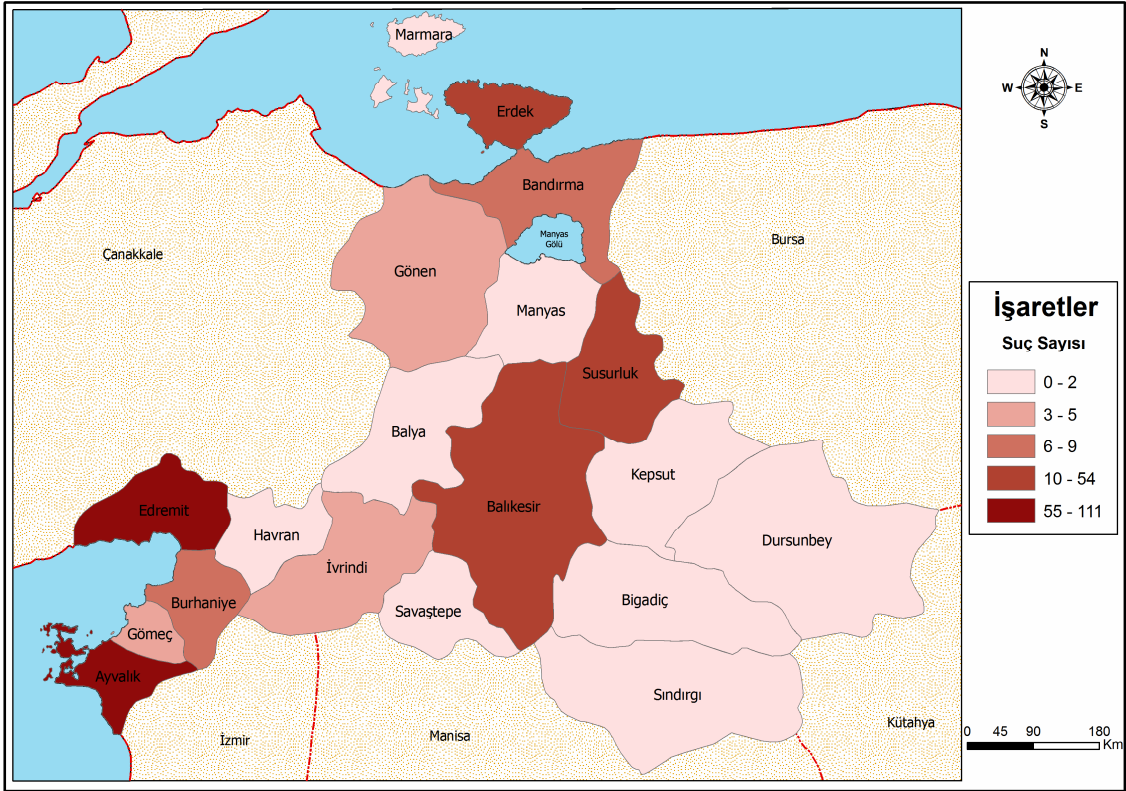 Marmara
N
W E
S
Erdek
Bandırma
Manyas
Gölü
Bursa
Çanakkale
Gönen
Manyas
Susurluk
Balya
Kepsut
Balıkesir
Edremit
Havran
Dursunbey
İvrindi
Burhaniye
Savaştepe
Bigadiç
Gömeç
Ayvalık
Sındırgı
Kütahya
İzmir
Manisa
İşaretler
Suç Sayısı
0 - 2
3 - 5
6 - 9
10 - 54
55 - 111
0 45 90 180
Km